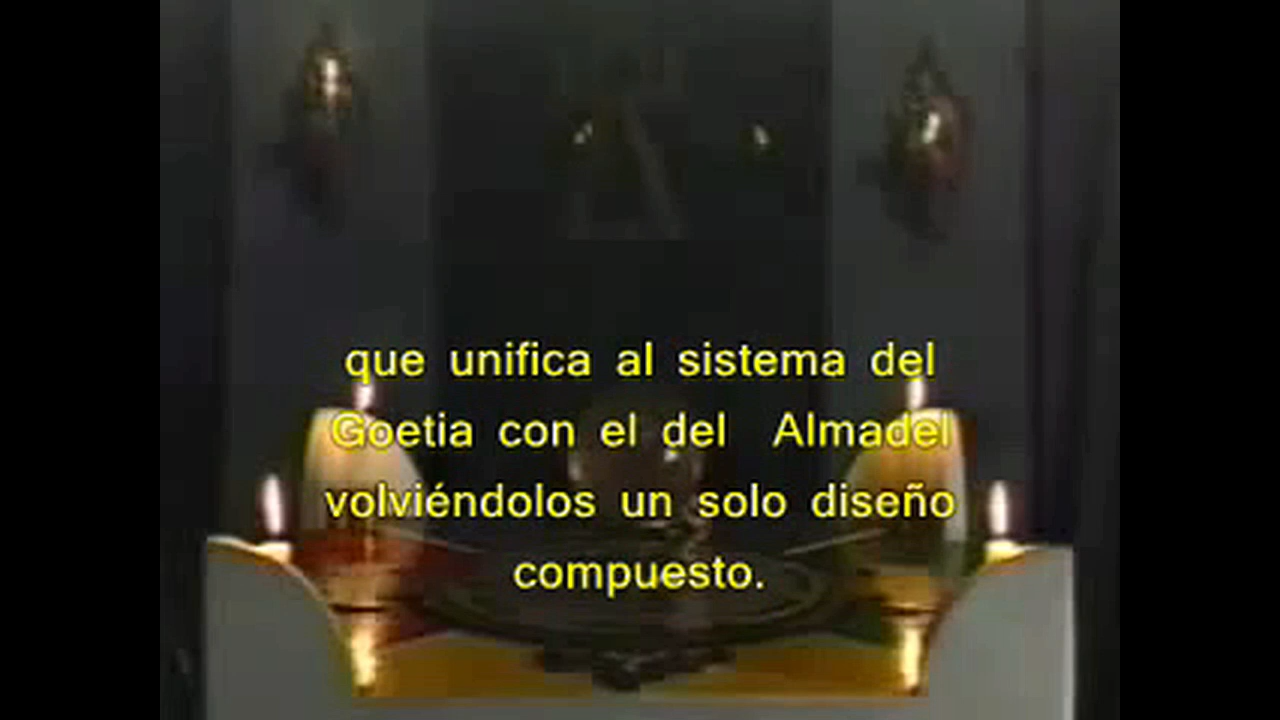 que unifica al sistema del
Goetia con el del Almadel
volviéndolos un solo diseño
compuesto.